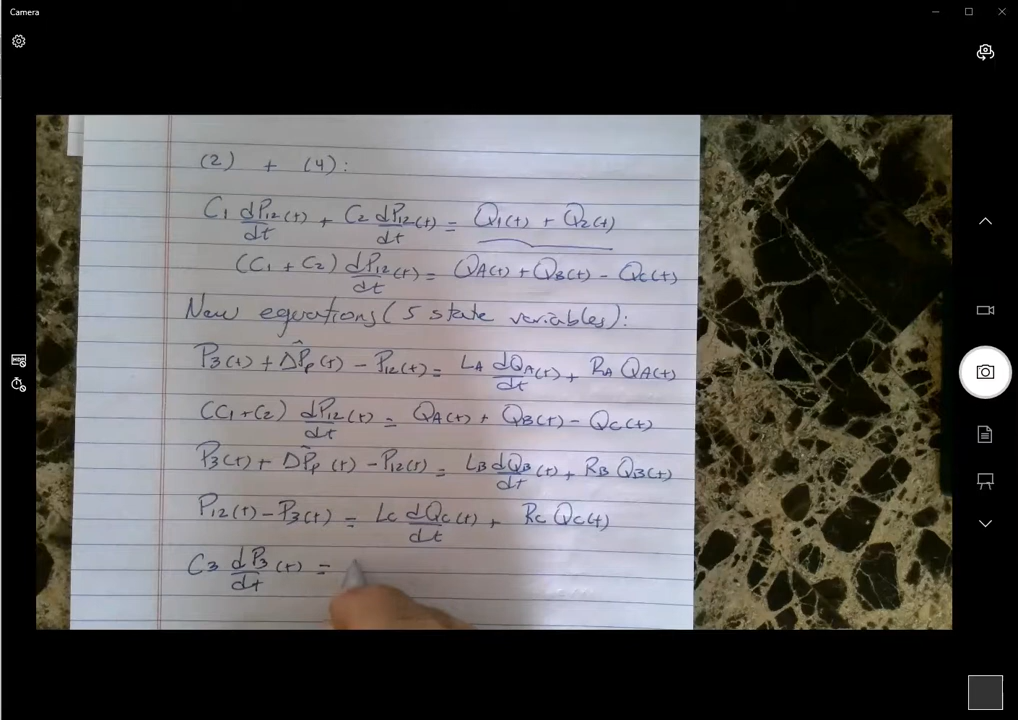 Camera
(2) + (4):
C1 dP12(t)/dt + C2 dP12(t)/dt = Q1(t) + Q2(t)
(C1 + C2) dP12(t)/dt = QA(t) + QB(t) - QC(t)
New equations (5 state variables):
P3(t) + ΔP̂p(t) - P12(t) = LA dQA(t)/dt + RA QA(t)
(C1+C2) dP12(t)/dt = QA(t) + QB(t) - QC(t)
P3(t) + ΔP̂p(t) - P12(t) = LB dQB(t)/dt + RB QB(t)
P12(t) - P3(t) = LC dQC(t)/dt + RC QC(t)
C3 dP3(t)/dt =